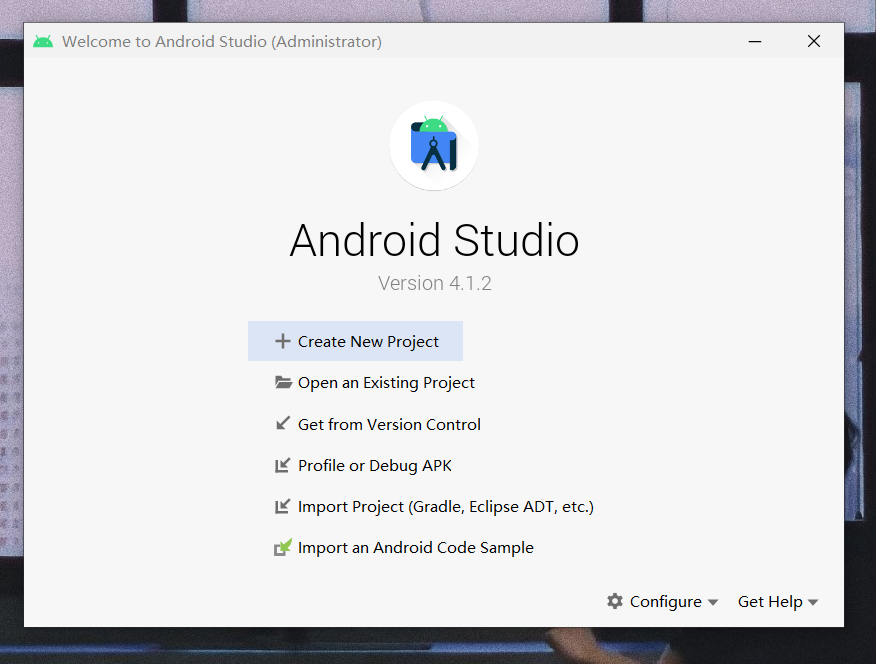 Welcome to Android Studio (Administrator)
Android Studio
Version 4.1.2
Create New Project
Open an Existing Project
Get from Version Control
Profile or Debug APK
Import Project (Gradle, Eclipse ADT, etc.)
Import an Android Code Sample
Configure
Get Help